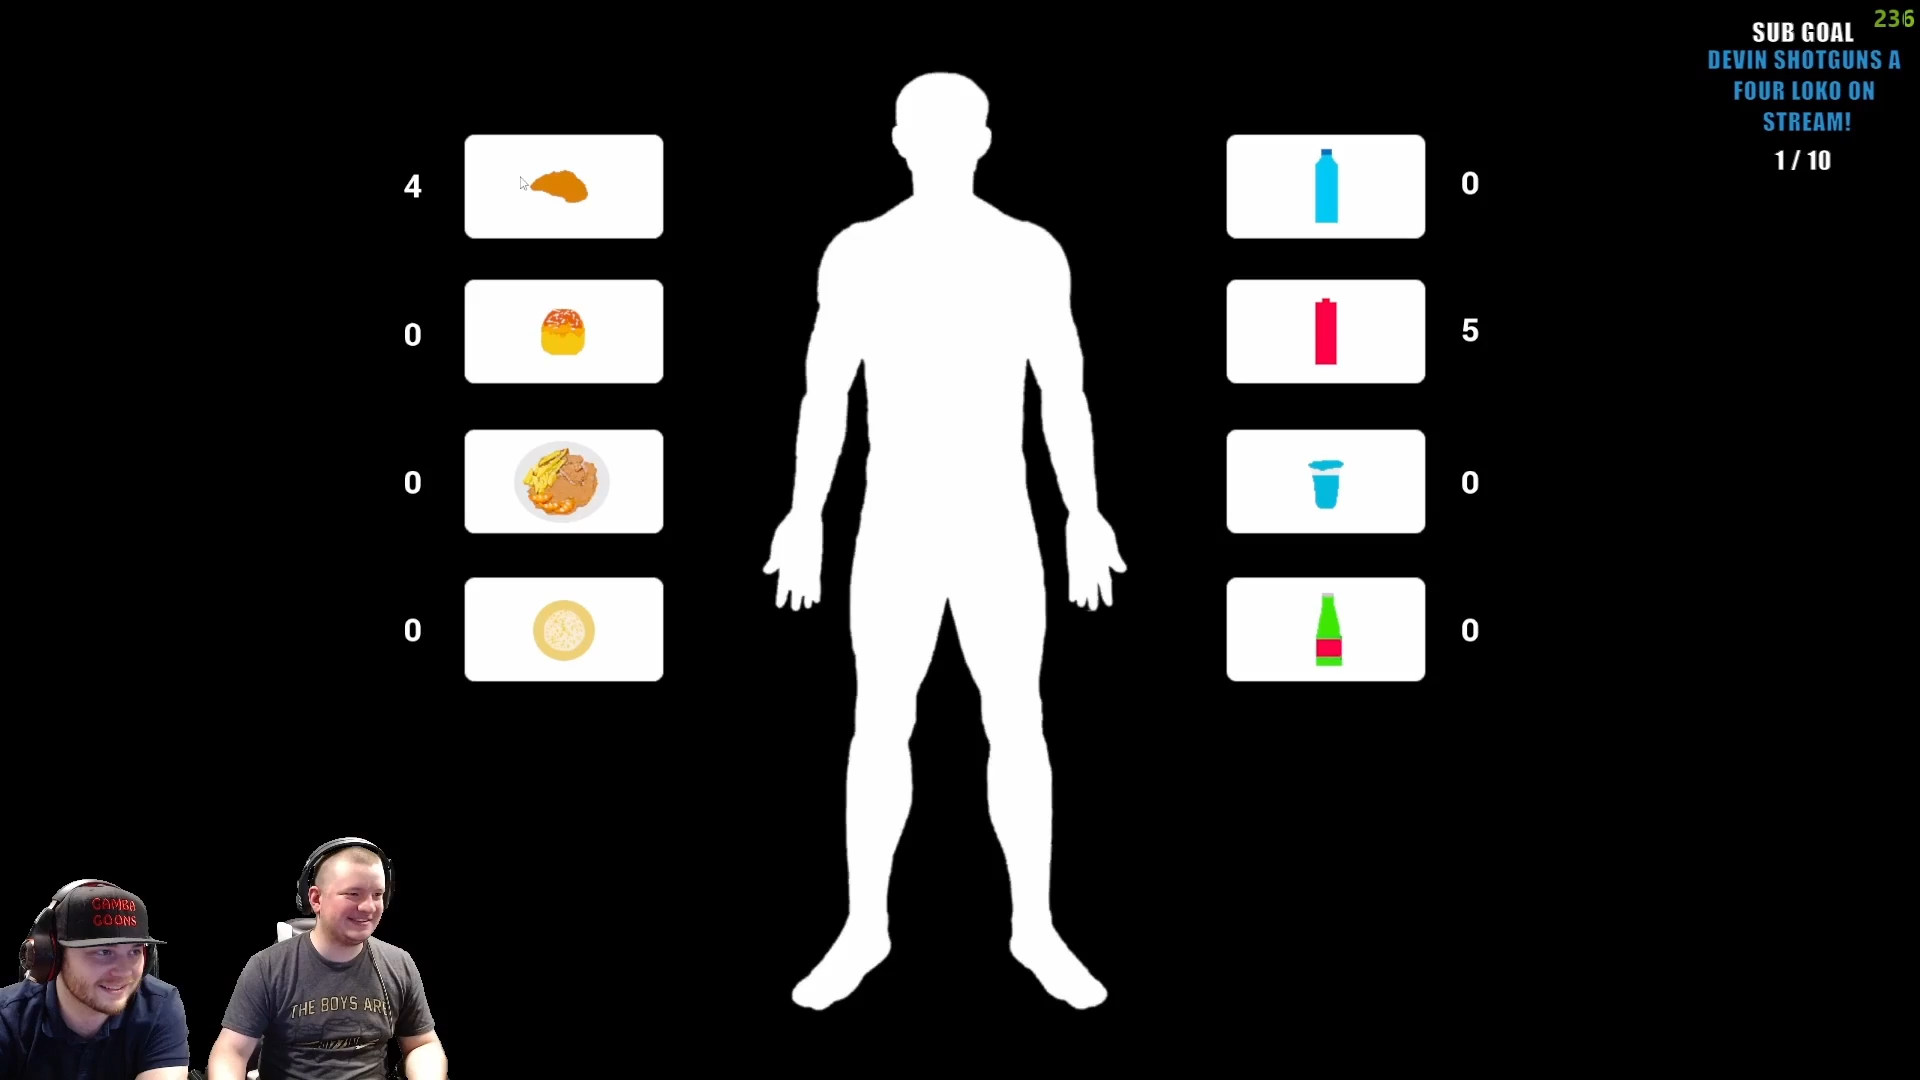 236
SUB GOAL
DEVIN SHOTGUNS A
FOUR LOKO ON
STREAM!
1 / 10
4
0
0
5
0
0
0
0
GAMBA
GOONS
THE BOYS ARE